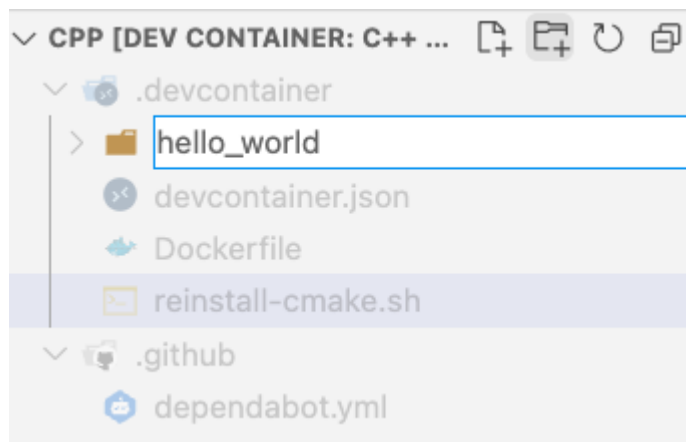 CPP [DEV CONTAINER: C++ ...
.devcontainer
hello_world
devcontainer.json
Dockerfile
reinstall-cmake.sh
.github
dependabot.yml